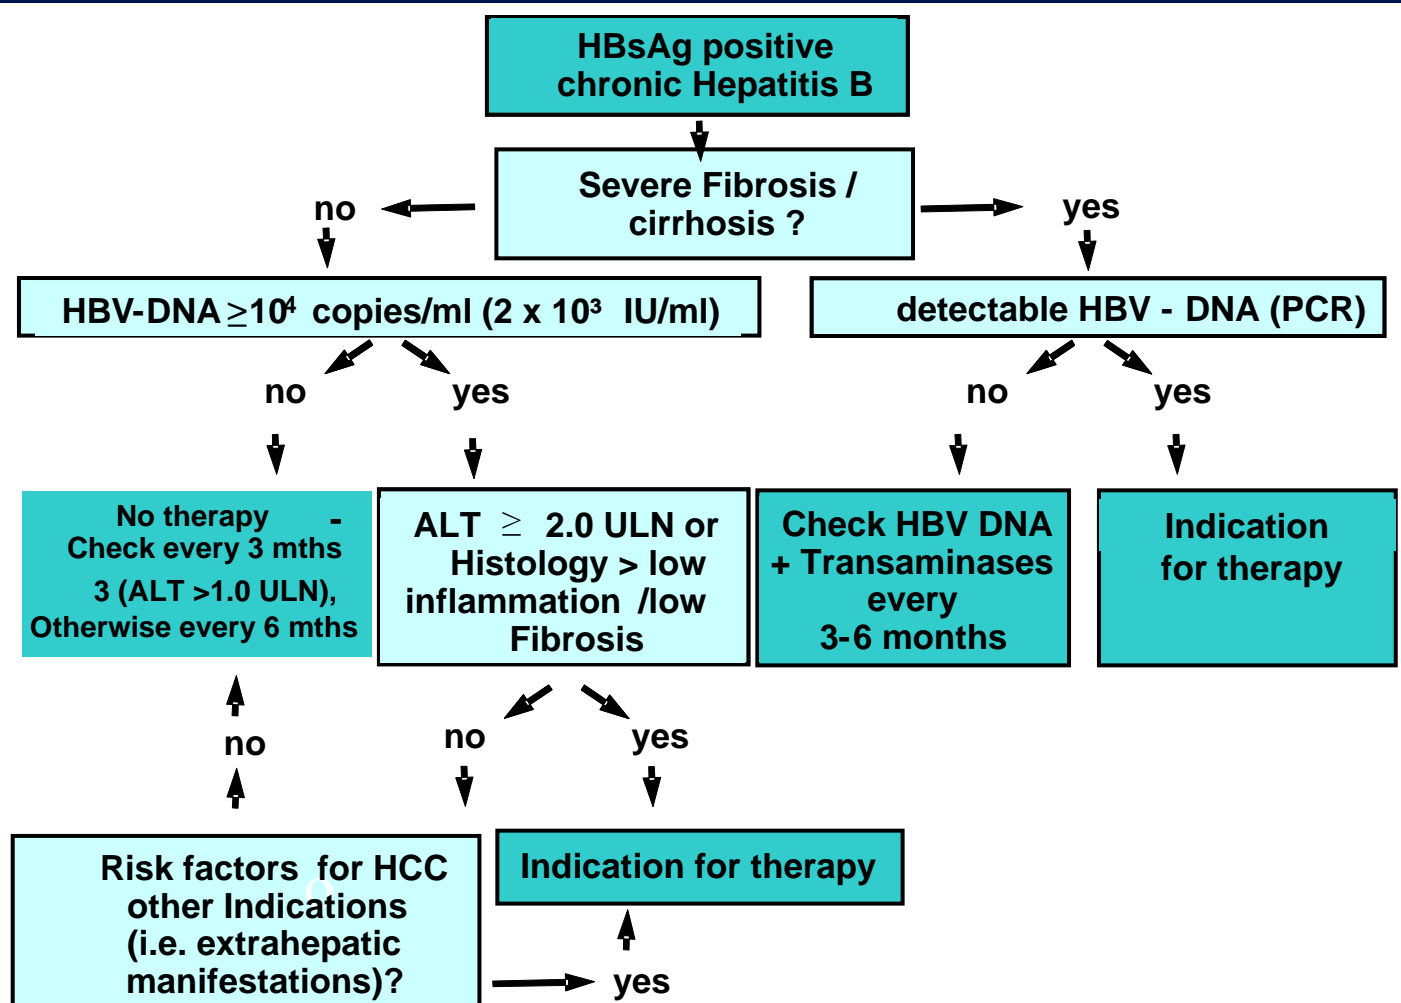 HBsAg positive
chronic Hepatitis B
Severe Fibrosis /
cirrhosis ?
no
yes
HBV-DNA ≥10⁴ copies/ml (2 x 10³ IU/ml)
detectable HBV - DNA (PCR)
no
yes
no
yes
No therapy -
Check every 3 mths
3 (ALT >1.0 ULN),
Otherwise every 6 mths
ALT ≥ 2.0 ULN or
Histology > low
inflammation /low
Fibrosis
Check HBV DNA
+ Transaminases
every
3-6 months
Indication
for therapy
no
no
yes
Risk factors for HCC
other Indications
(i.e. extrahepatic
manifestations)?
Indication for therapy
yes